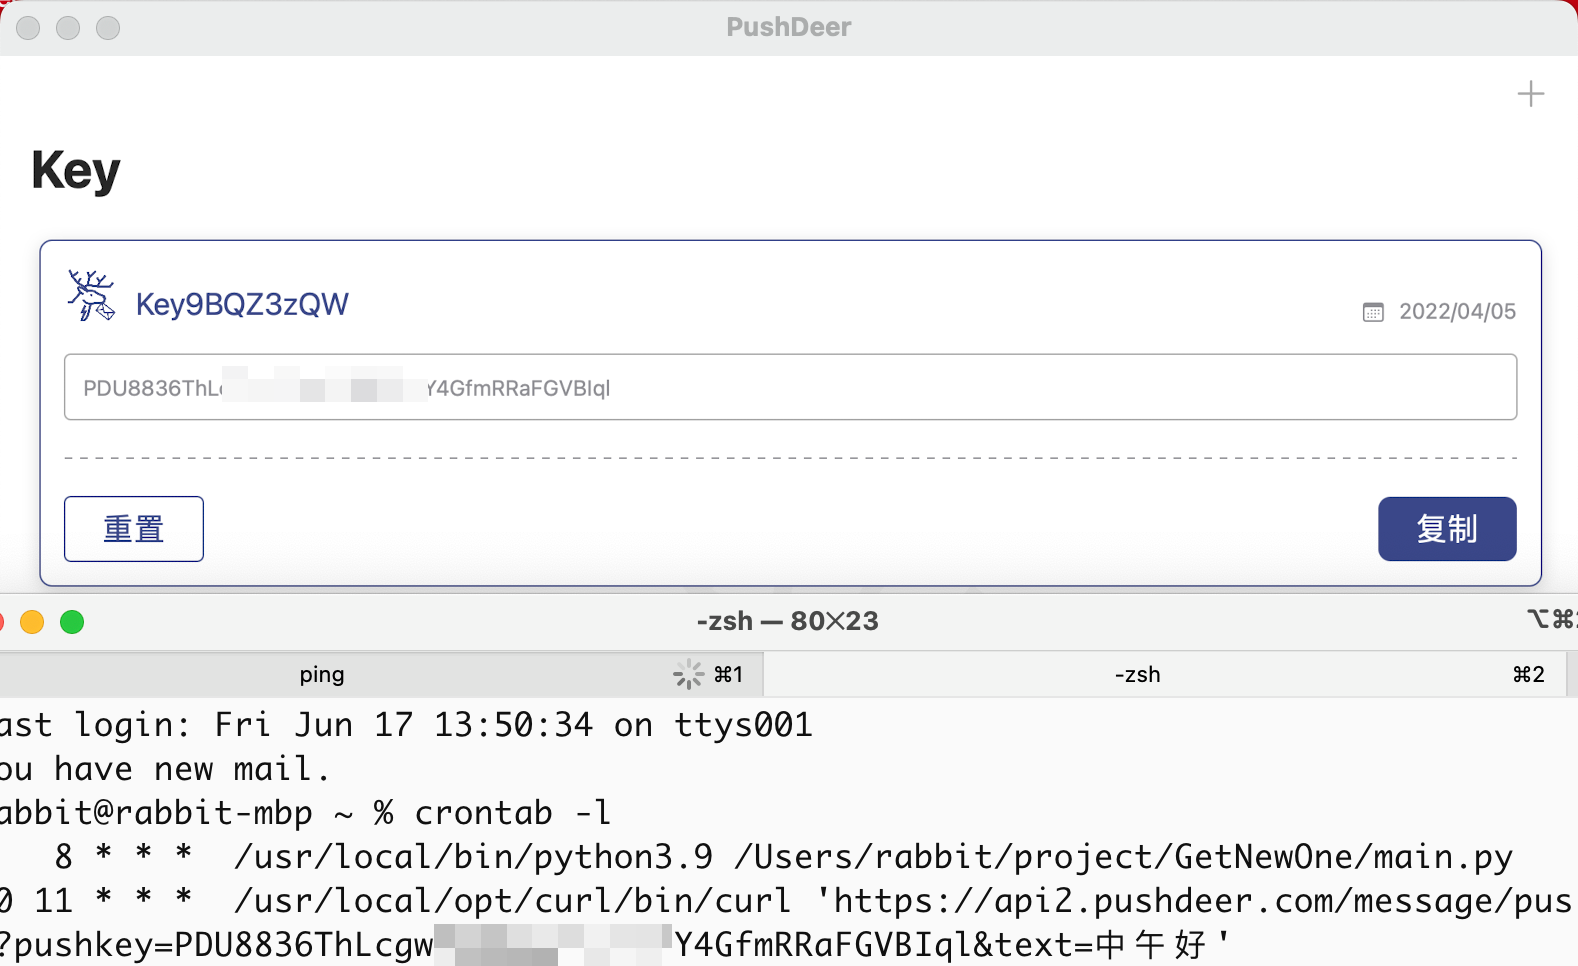 PushDeer
Key
Key9BQZ3zQW
2022/04/05
PDU8836ThL Y4GfmRRaFGVBIql
重置
复制
-zsh — 80×23
⌥⌘
ping
⌘1
-zsh
⌘2
ast login: Fri Jun 17 13:50:34 on ttys001
ou have new mail.
abbit@rabbit-mbp ~ % crontab -l
8 * * * /usr/local/bin/python3.9 /Users/rabbit/project/GetNewOne/main.py
0 11 * * * /usr/local/opt/curl/bin/curl 'https://api2.pushdeer.com/message/pus
?pushkey=PDU8836ThLcgw Y4GfmRRaFGVBIql&text=中午好'